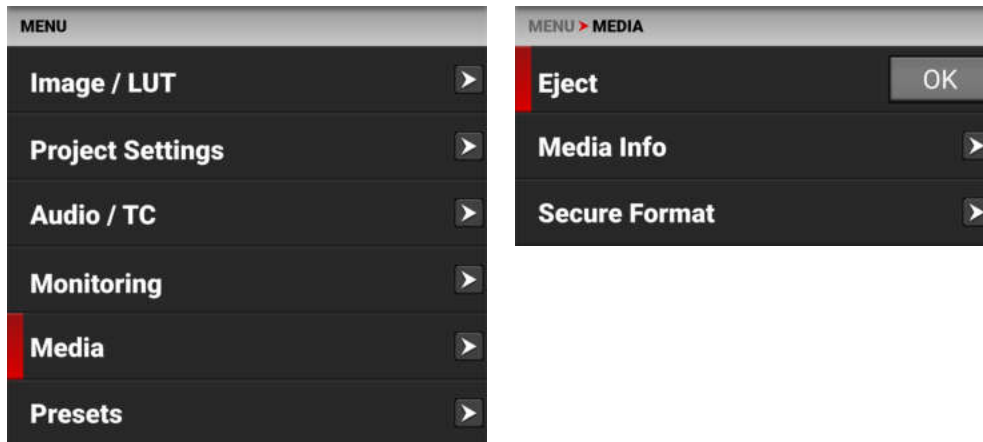 MENU
Image / LUT
Project Settings
Audio / TC
Monitoring
Media
Presets
MENU > MEDIA
Eject OK
Media Info
Secure Format